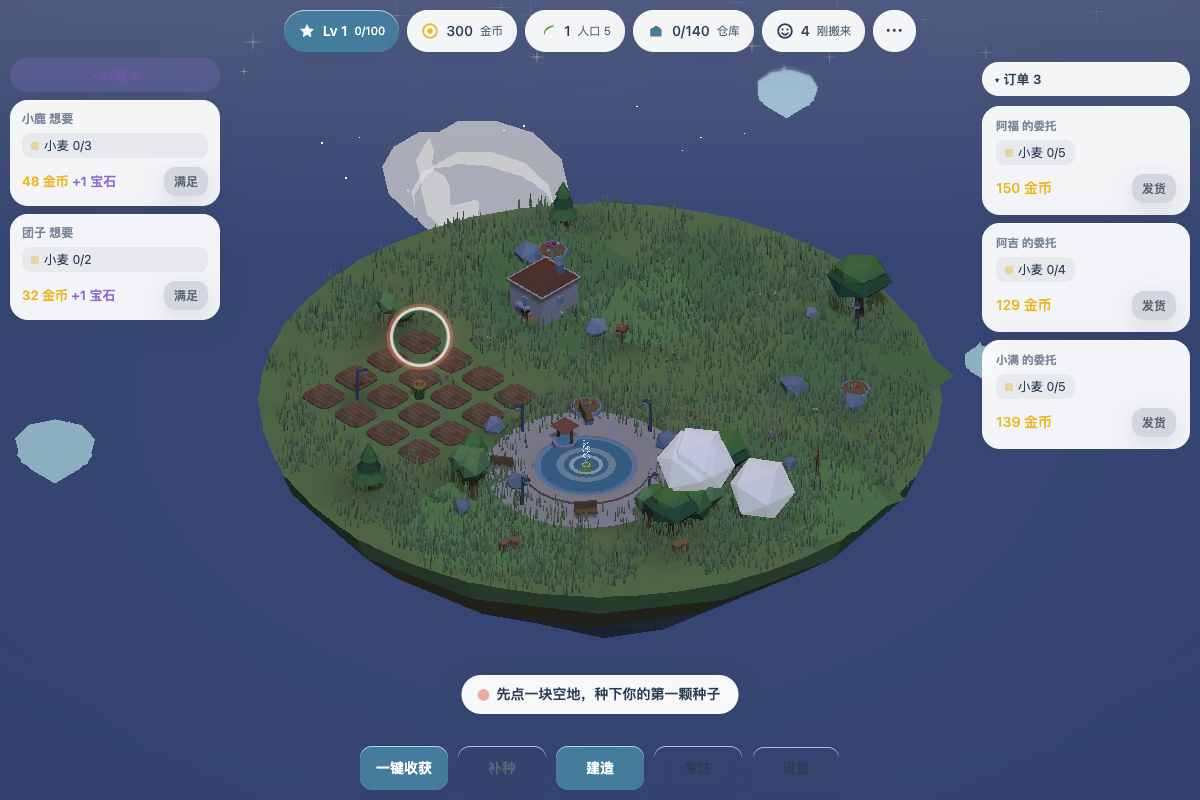 Lv 1 0/100
300 金币
1 人口 5
0/140 仓库
4 刚搬来
心愿 2
小鹿 想要
小麦 0/3
48 金币 +1 宝石
满足
团子 想要
小麦 0/2
32 金币 +1 宝石
满足
订单 3
阿福 的委托
小麦 0/5
150 金币
发货
阿吉 的委托
小麦 0/4
129 金币
发货
小满 的委托
小麦 0/5
139 金币
发货
先点一块空地，种下你的第一颗种子
一键收获
补种
建造
专注
设置